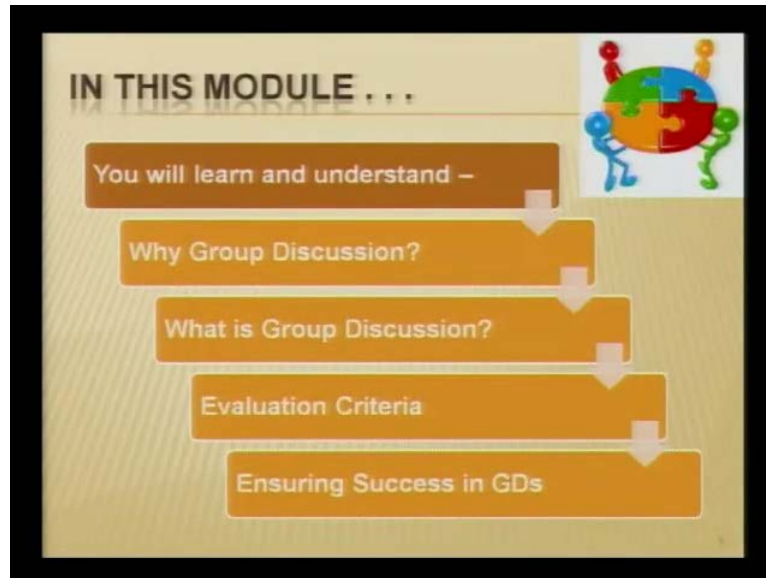 IN THIS MODULE . . .
You will learn and understand –
Why Group Discussion?
What is Group Discussion?
Evaluation Criteria
Ensuring Success in GDs